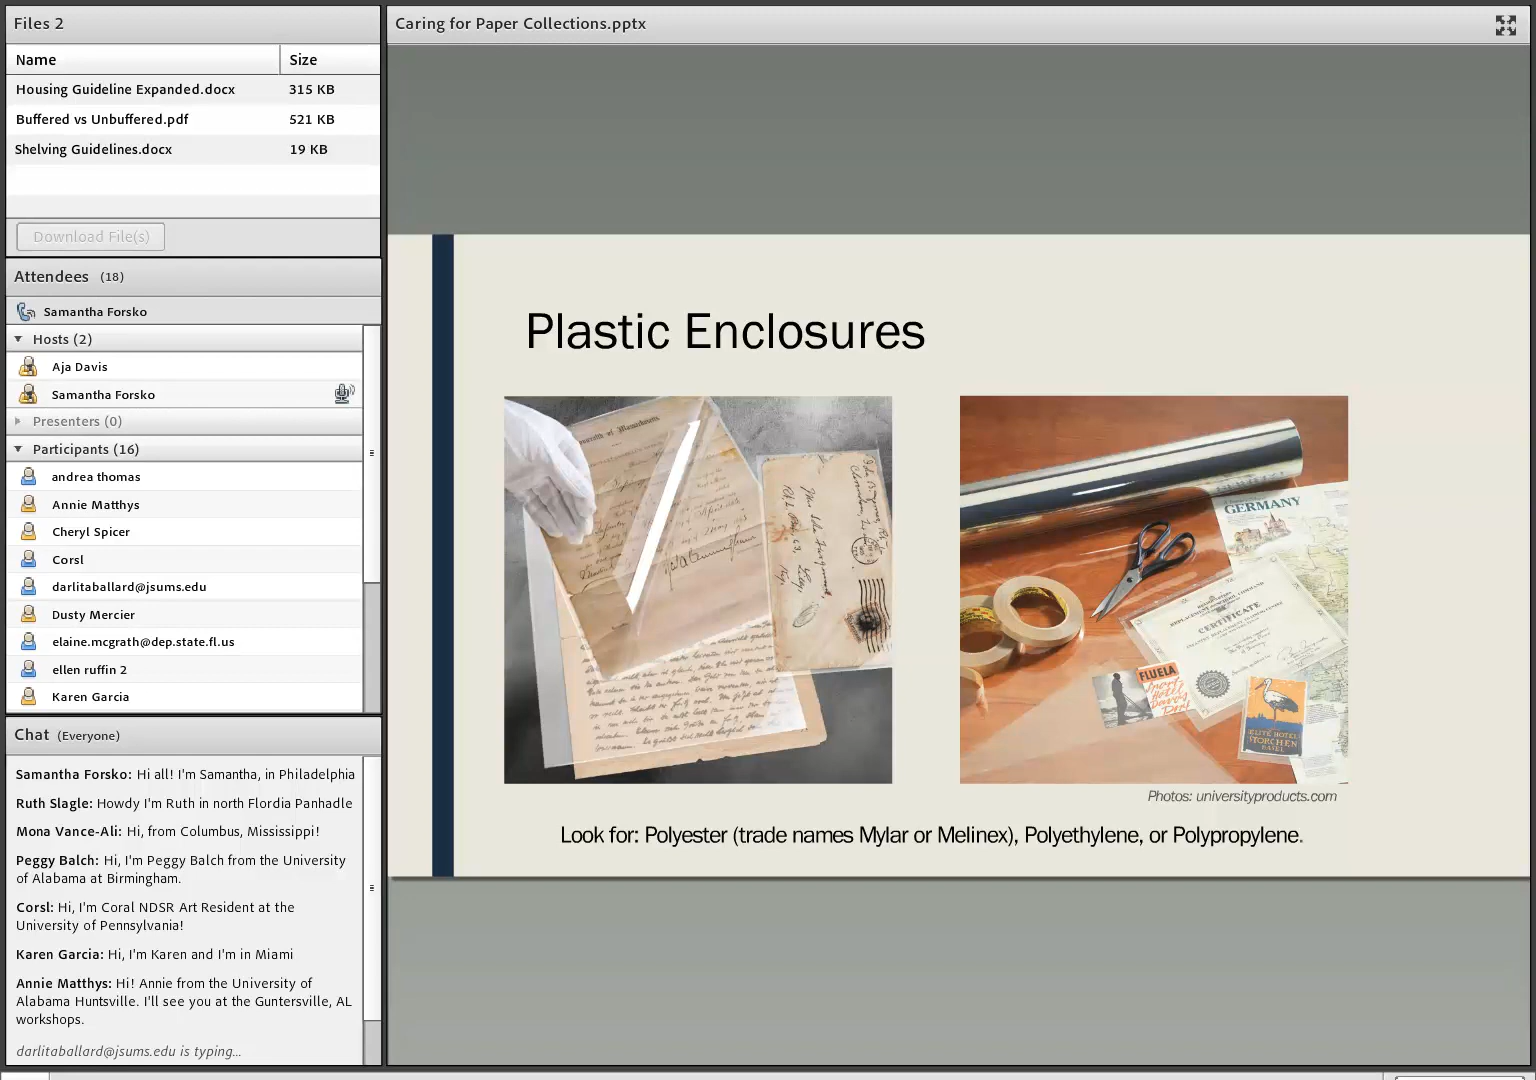 Files 2
Name Size
Housing Guideline Expanded.docx 315 KB
Buffered vs Unbuffered.pdf 521 KB
Shelving Guidelines.docx 19 KB
Download File(s)
Attendees (18)
Samantha Forsko
Hosts (2)
Aja Davis
Samantha Forsko
Presenters (0)
Participants (16)
andrea thomas
Annie Matthys
Cheryl Spicer
Corsl
darlitaballard@jsums.edu
Dusty Mercier
elaine.mcgrath@dep.state.fl.us
ellen ruffin 2
Karen Garcia
Chat (Everyone)
Samantha Forsko: Hi all! I'm Samantha, in Philadelphia
Ruth Slagle: Howdy I'm Ruth in north Flordia Panhadle
Mona Vance-Ali: Hi, from Columbus, Mississippi!
Peggy Balch: Hi, I'm Peggy Balch from the University
of Alabama at Birmingham.
Corsl: Hi, I'm Coral NDSR Art Resident at the
University of Pennsylvania!
Karen Garcia: Hi, I'm Karen and I'm in Miami
Annie Matthys: Hi! Annie from the University of
Alabama Huntsville. I'll see you at the Guntersville, AL
workshops.
darlitaballard@jsums.edu is typing...
Caring for Paper Collections.pptx
Plastic Enclosures
GERMANY
CERTIFICATE
FLUELA
ELITE HOTEL
STORCHEN
BASEL
Photos: universityproducts.com
Look for: Polyester (trade names Mylar or Melinex), Polyethylene, or Polypropylene.